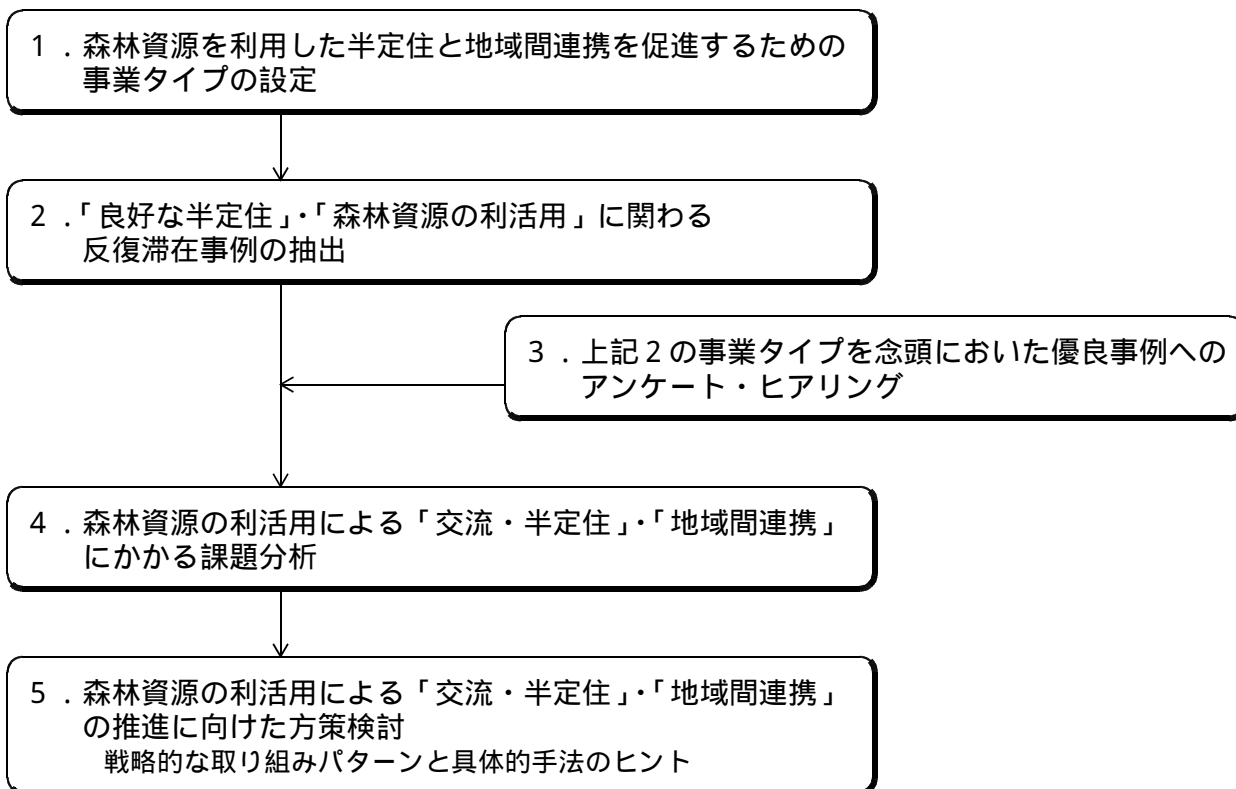 １．森林資源を利用した半定住と地域間連携を促進するための
事業タイプの設定
２．「良好な半定住」・「森林資源の利活用」に関わる
反復滞在事例の抽出
３．上記２の事業タイプを念頭においた優良事例への
アンケート・ヒアリング
４．森林資源の利活用による「交流・半定住」・「地域間連携」
にかかる課題分析
５．森林資源の利活用による「交流・半定住」・「地域間連携」
の推進に向けた方策検討
戦略的な取り組みパターンと具体的手法のヒント